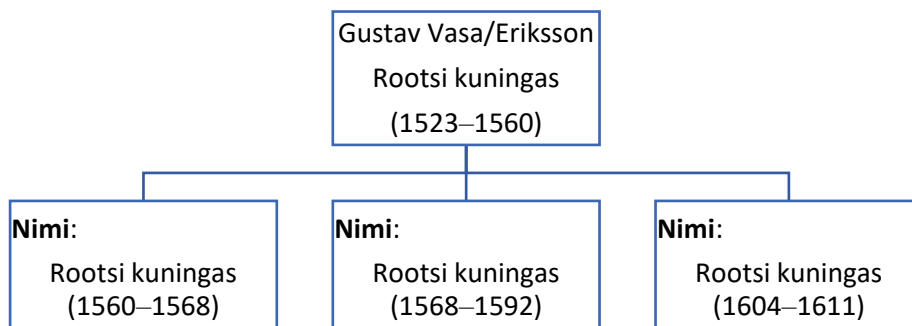 Gustav Vasa/Eriksson
Rootsi kuningas
(1523–1560)
Nimi:
Rootsi kuningas
(1560–1568)
Nimi:
Rootsi kuningas
(1568–1592)
Nimi:
Rootsi kuningas
(1604–1611)